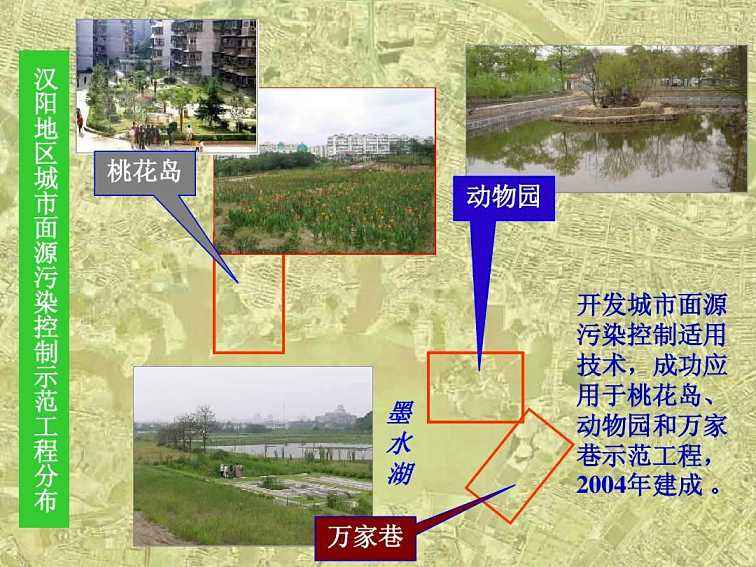 汉阳地区城市面源污染控制示范工程分布
桃花岛
动物园
开发城市面源
污染控制适用
技术，成功应
用于桃花岛、
动物园和万家
巷示范工程，
2004年建成 。
墨水湖
万家巷